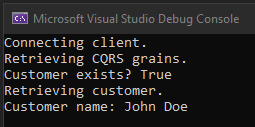 Microsoft Visual Studio Debug Console
Connecting client.
Retrieving CQRS grains.
Customer exists? True
Retrieving customer.
Customer name: John Doe